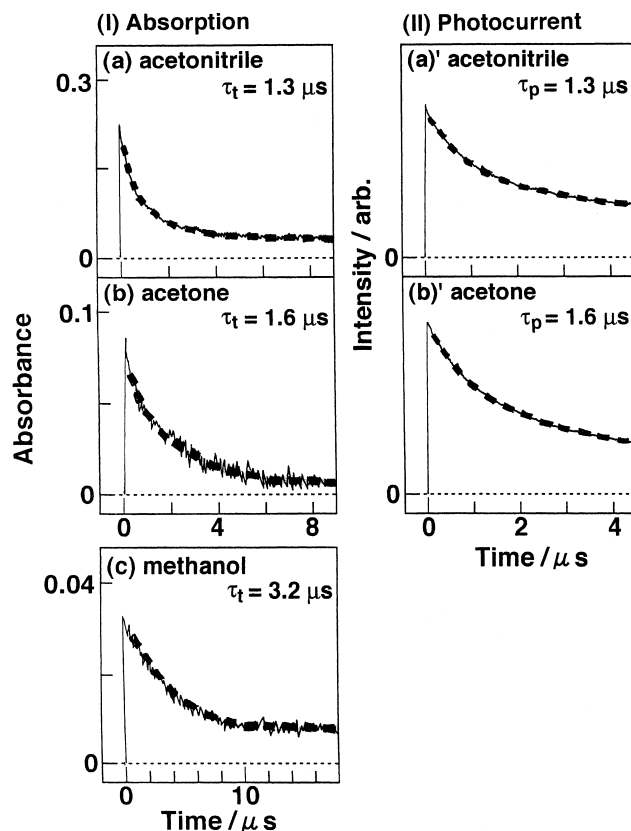 (I) Absorption
(II) Photocurrent
(a) acetonitrile
τt = 1.3 μs
0.3
0
(a)' acetonitrile
τp = 1.3 μs
0
(b) acetone
τt = 1.6 μs
0.1
0
0 4 8
(b)' acetone
τp = 1.6 μs
0
0 2 4
Time / μ s
Absorbance
Intensity / arb.
(c) methanol
τt = 3.2 μs
0.04
0
0 10
Time / μ s